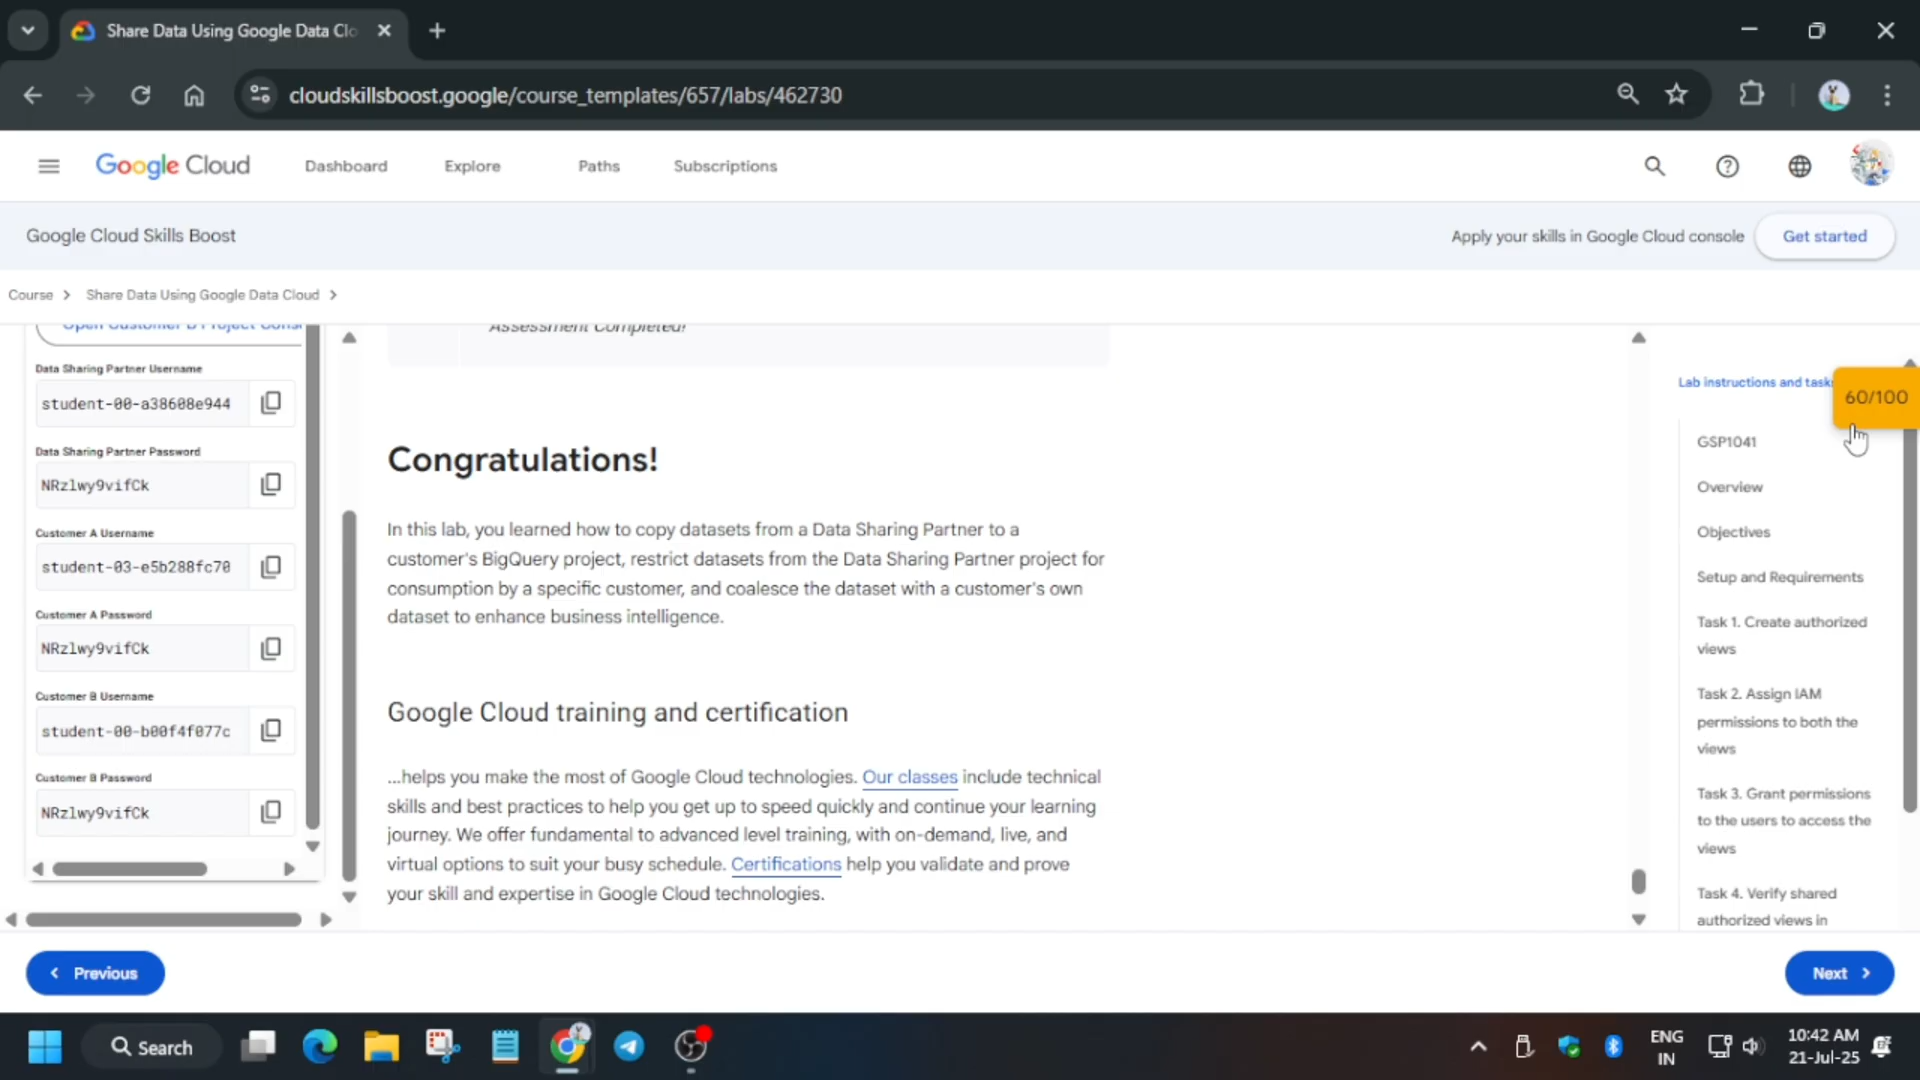 Share Data Using Google Data Clo
cloudskillsboost.google/course_templates/657/labs/462730
Google Cloud
Dashboard
Explore
Paths
Subscriptions
Google Cloud Skills Boost
Apply your skills in Google Cloud console
Get started
Course > Share Data Using Google Data Cloud >
Open Customer B Project Cons
Data Sharing Partner Username
student-00-a38608e944
Data Sharing Partner Password
NRzlwy9vifCk
Customer A Username
student-03-e5b288fc70
Customer A Password
NRzlwy9vifCk
Customer B Username
student-00-b00f4f077c
Customer B Password
NRzlwy9vifCk
Assessment Completed!
Congratulations!
In this lab, you learned how to copy datasets from a Data Sharing Partner to a
customer's BigQuery project, restrict datasets from the Data Sharing Partner project for
consumption by a specific customer, and coalesce the dataset with a customer's own
dataset to enhance business intelligence.
Google Cloud training and certification
...helps you make the most of Google Cloud technologies. Our classes include technical
skills and best practices to help you get up to speed quickly and continue your learning
journey. We offer fundamental to advanced level training, with on-demand, live, and
virtual options to suit your busy schedule. Certifications help you validate and prove
your skill and expertise in Google Cloud technologies.
Lab instructions and tasks
60/100
GSP1041
Overview
Objectives
Setup and Requirements
Task 1. Create authorized
views
Task 2. Assign IAM
permissions to both the
views
Task 3. Grant permissions
to the users to access the
views
Task 4. Verify shared
authorized views in
Previous
Next
Search
ENG
IN
10:42 AM
21-Jul-25